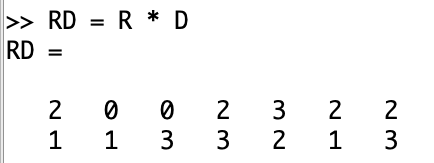 >> RD = R * D
RD =
2 0 0 2 3 2 2
1 1 3 3 2 1 3